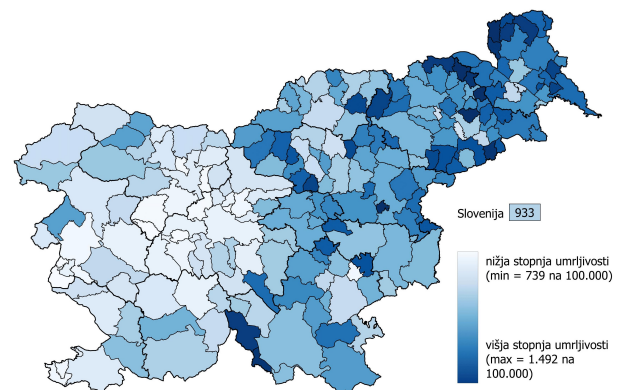 Slovenija 933
nižja stopnja umrljivosti
(min = 739 na 100.000)
višja stopnja umrljivosti
(max = 1.492 na
100.000)